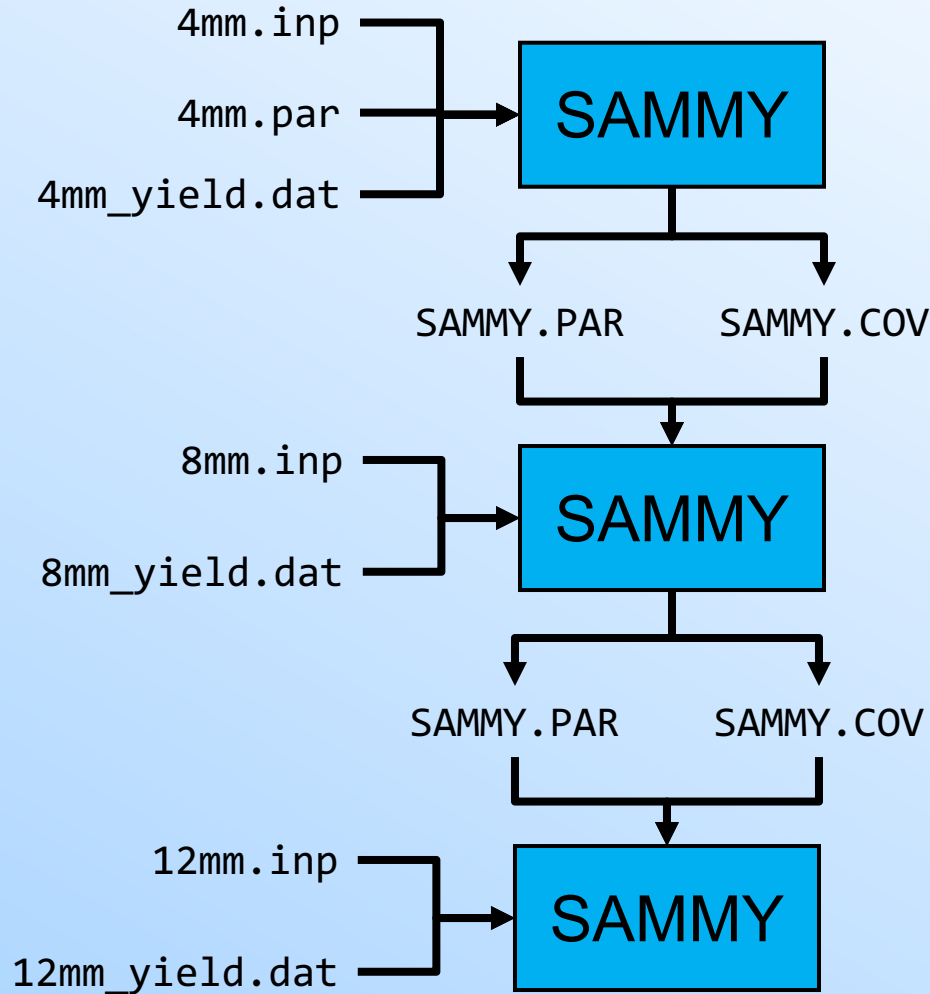 4mm.inp
4mm.par
4mm_yield.dat
SAMMY
SAMMY.PAR
SAMMY.COV
8mm.inp
8mm_yield.dat
SAMMY
SAMMY.PAR
SAMMY.COV
12mm.inp
12mm_yield.dat
SAMMY